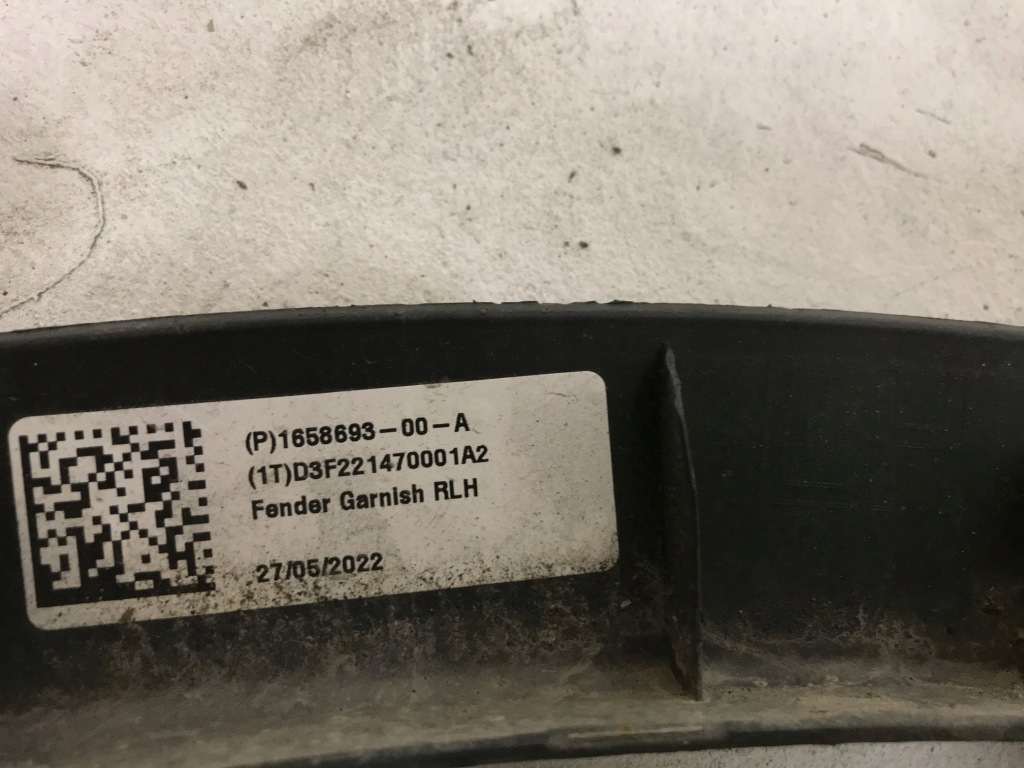 (P)1658693-00-A
(1T)D3F221470001A2
Fender Garnish RLH
27/05/2022